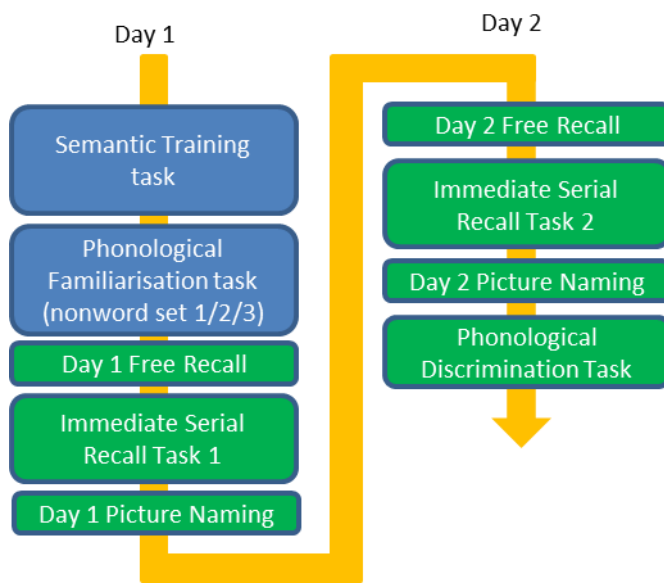 Day 1
Semantic Training
task
Phonological
Familiarisation task
(nonword set 1/2/3)
Day 1 Free Recall
Immediate Serial
Recall Task 1
Day 1 Picture Naming
Day 2
Day 2 Free Recall
Immediate Serial
Recall Task 2
Day 2 Picture Naming
Phonological
Discrimination Task